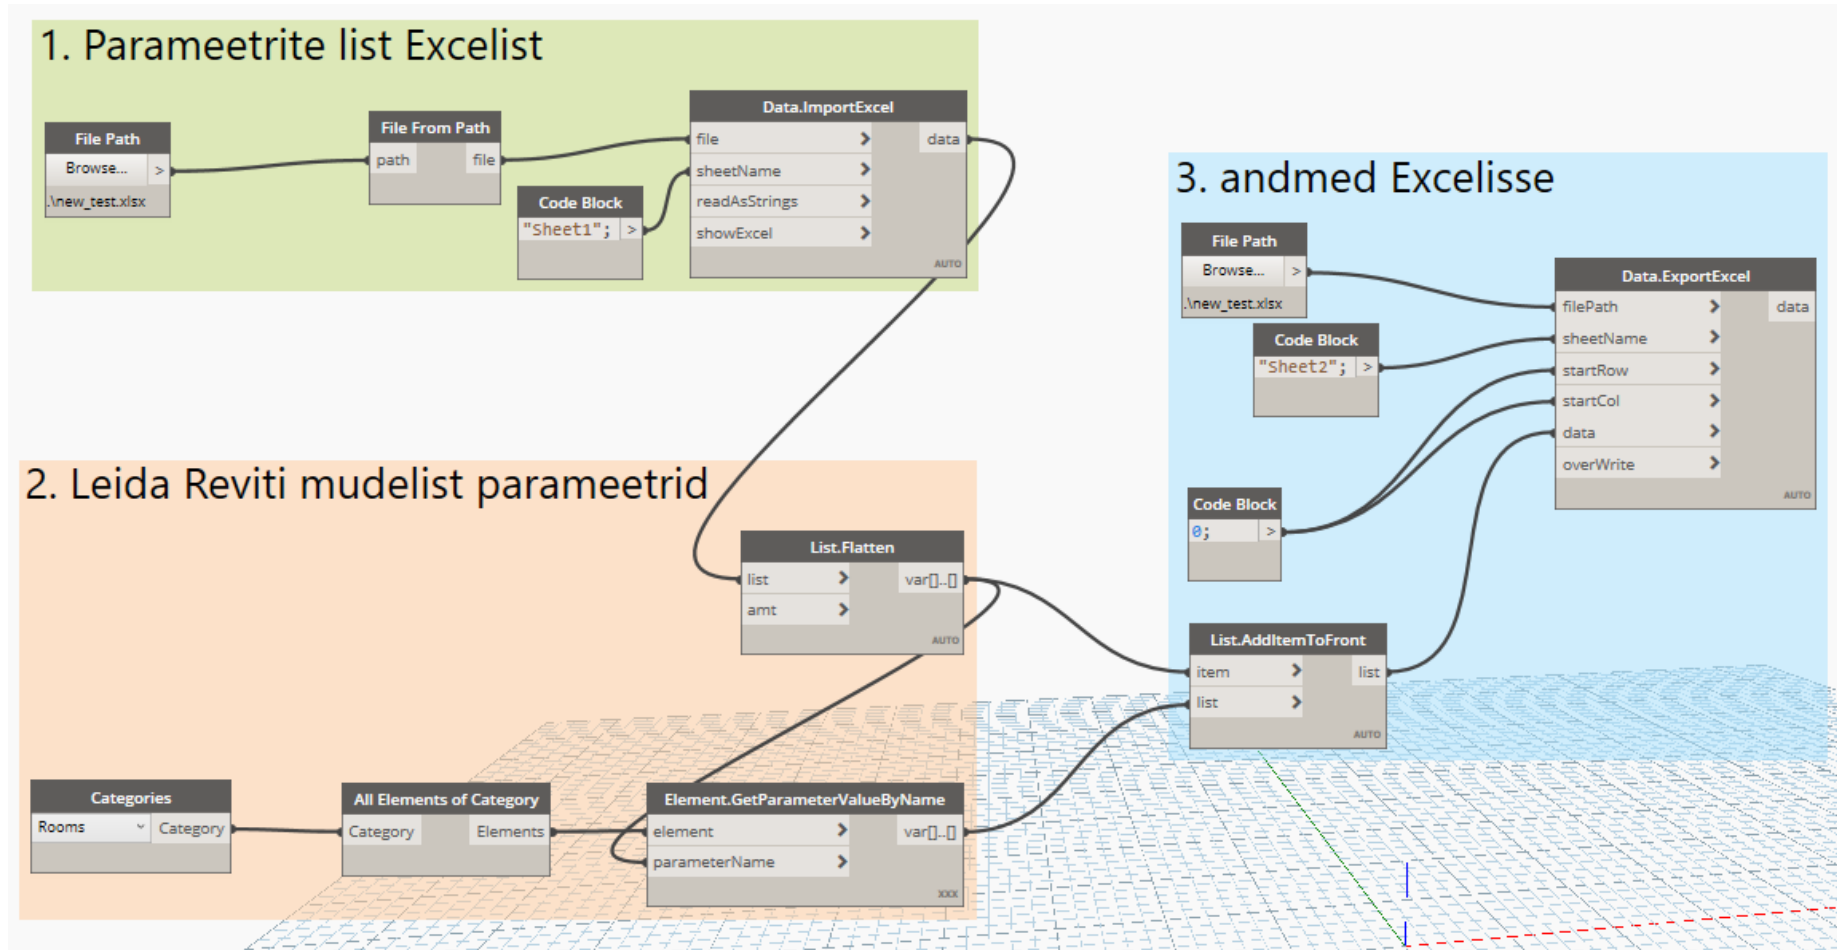 1. Parameetrite list Excelist
File Path
Browse... >
.\new_test.xlsx
File From Path
path file
Code Block
"Sheet1"; >
Data.ImportExcel
file data
sheetName
readAsStrings
showExcel
AUTO
2. Leida Reviti mudelist parameetrid
List.Flatten
list var[]..[]
amt
AUTO
Categories
Rooms Category
All Elements of Category
Category Elements
Element.GetParameterValueByName
element var[]..[]
parameterName
xxx
3. andmed Excelisse
File Path
Browse... >
.\new_test.xlsx
Code Block
"Sheet2"; >
Code Block
0; >
Data.ExportExcel
filePath data
sheetName
startRow
startCol
data
overWrite
AUTO
List.AddItemToFront
item list
list
AUTO